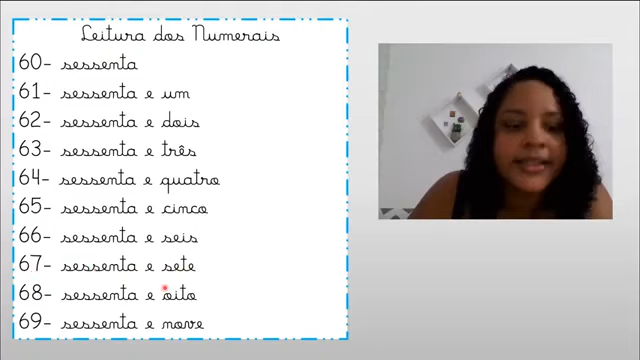 Leitura dos Numerais
60- sessenta
61- sessenta e um
62- sessenta e dois
63- sessenta e três
64- sessenta e quatro
65- sessenta e cinco
66- sessenta e seis
67- sessenta e sete
68- sessenta e oito
69- sessenta e nove